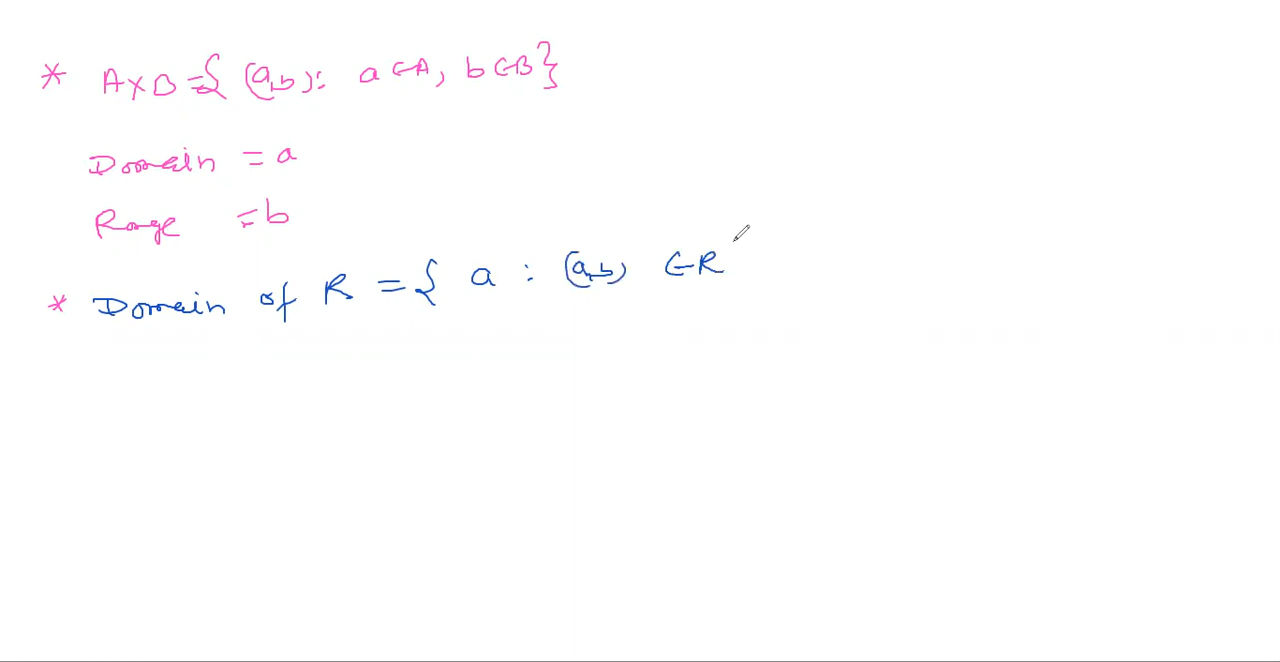 * A×B = { (a,b): a∈A, b∈B }
Domain = a
Range = b
* Domain of R = { a : (a,b) ∈R